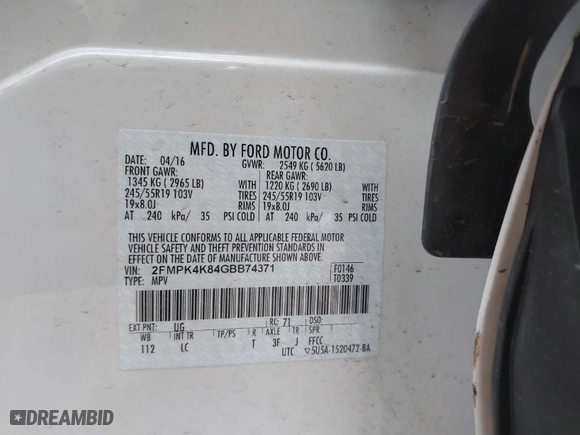 MFD. BY FORD MOTOR CO.
DATE: 04/16 GVWR: 2549 KG ( 5620 LB)
FRONT GAWR: REAR GAWR:
1345 KG ( 2965 LB) 1220 KG ( 2690 LB)
245/55R19 103V TIRES 245/55R19 103V TIRES
19x8.0J RIMS 19x8.0J RIMS
AT 240 kPa/ 35 PSI COLD AT 240 kPa/ 35 PSI COLD
THIS VEHICLE CONFORMS TO ALL APPLICABLE FEDERAL MOTOR
VEHICLE SAFETY AND THEFT PREVENTION STANDARDS
IN EFFECT ON THE DATE OF MANUFACTURE SHOWN
ABOVE.
VIN: 2FMPK4K84GBB74371 F0146
TYPE: MPV T0339
EXT PNT: UG RC: 71 DSO:
WB INT TR TP/PS R AXLE TR SPR
112 LC T 3F J FFCC
UTC ▽5U5A-1520472-BA
DREAMBID